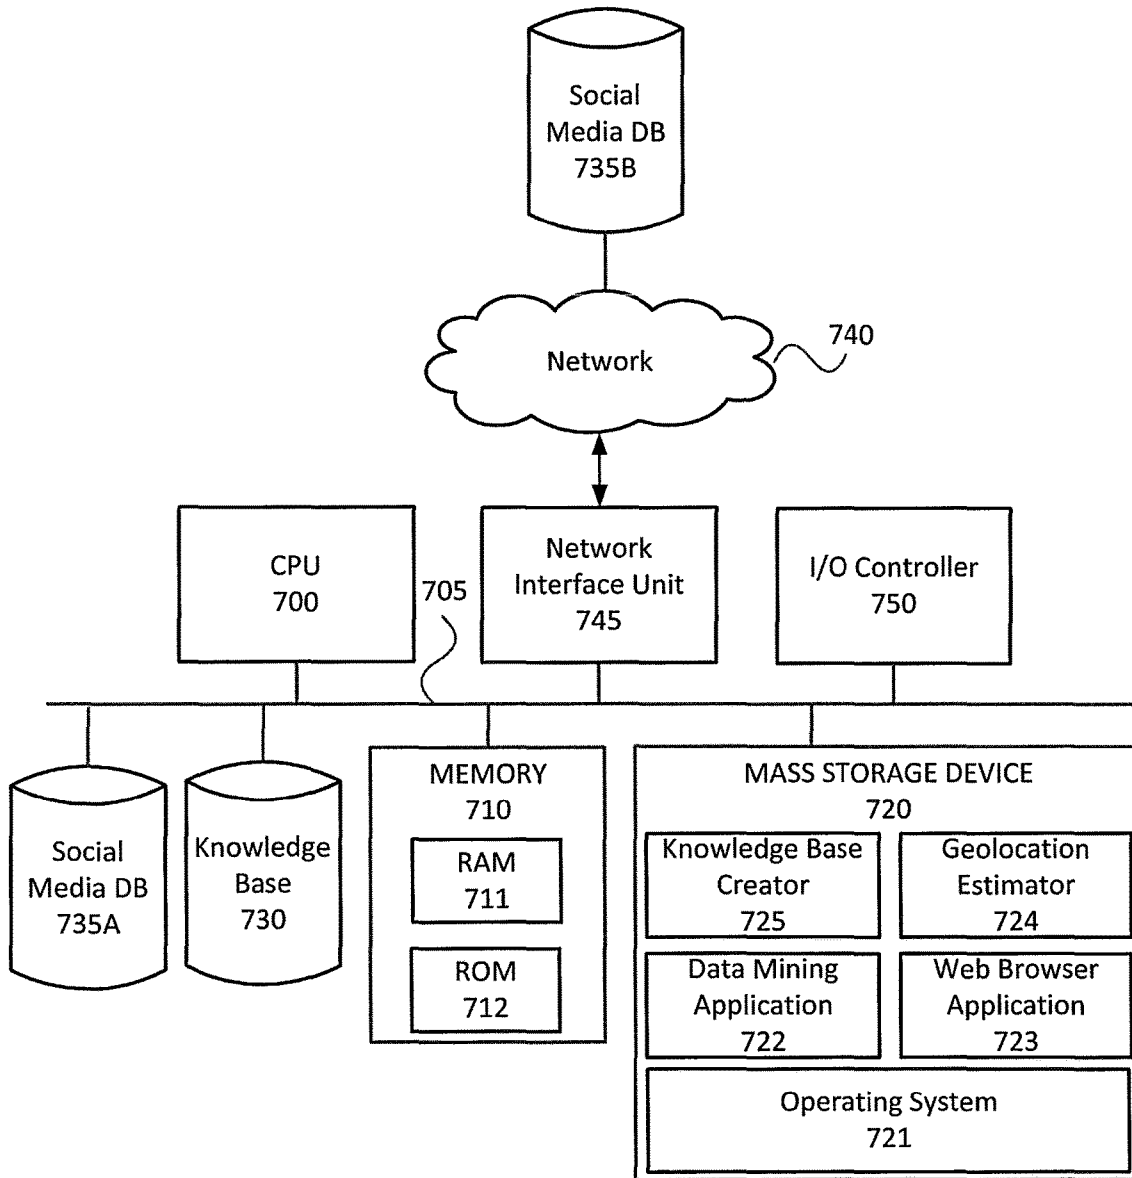 Social
Media DB
735B
Network
740
CPU
700
705
Network
Interface Unit
745
I/O Controller
750
Social
Media DB
735A
Knowledge
Base
730
MEMORY
710
RAM
711
ROM
712
MASS STORAGE DEVICE
720
Knowledge Base
Creator
725
Geolocation
Estimator
724
Data Mining
Application
722
Web Browser
Application
723
Operating System
721